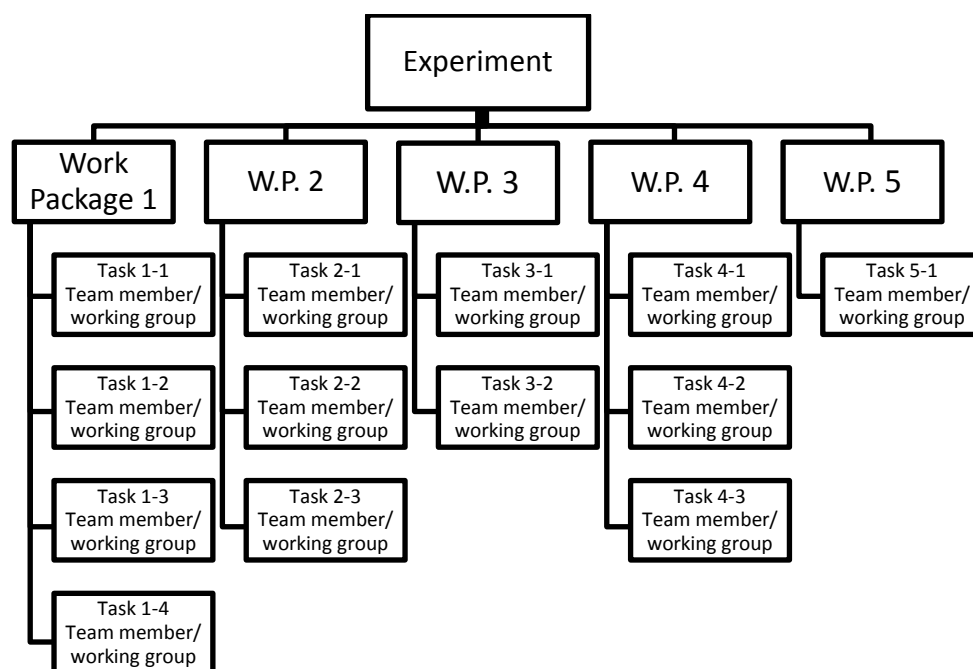 Experiment
Work
Package 1
W.P. 2
W.P. 3
W.P. 4
W.P. 5
Task 1-1
Team member/
working group
Task 2-1
Team member/
working group
Task 3-1
Team member/
working group
Task 4-1
Team member/
working group
Task 5-1
Team member/
working group
Task 1-2
Team member/
working group
Task 2-2
Team member/
working group
Task 3-2
Team member/
working group
Task 4-2
Team member/
working group
Task 1-3
Team member/
working group
Task 2-3
Team member/
working group
Task 4-3
Team member/
working group
Task 1-4
Team member/
working group